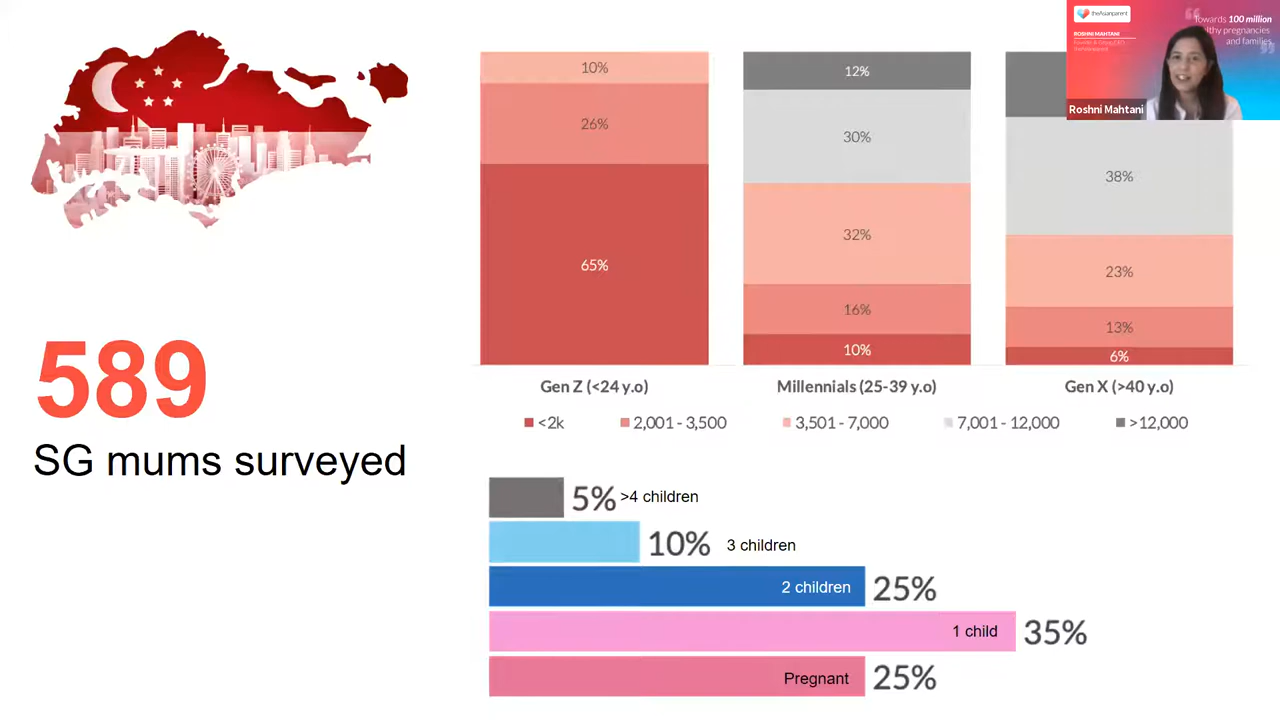 theAsianparent
ROSHNI MAHTANI
Towards 100 million
healthy pregnancies
and families
Roshni Mahtani
10%
26%
65%
12%
30%
32%
16%
10%
38%
23%
13%
6%
Gen Z (<24 y.o)
Millennials (25-39 y.o)
Gen X (>40 y.o)
<2k
2,001 - 3,500
3,501 - 7,000
7,001 - 12,000
>12,000
589
SG mums surveyed
5% >4 children
10% 3 children
2 children 25%
1 child 35%
Pregnant 25%